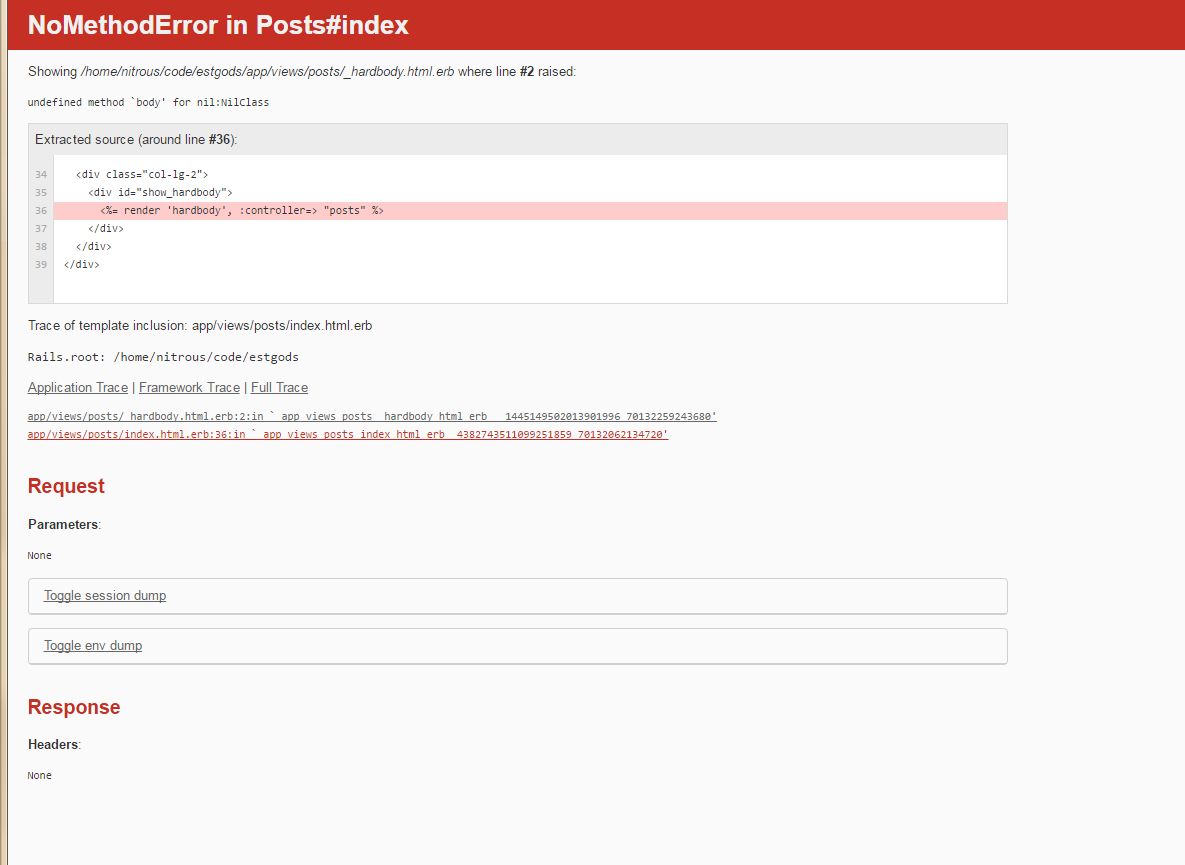 NoMethodError in Posts#index
Showing /home/nitrous/code/estgods/app/views/posts/_hardbody.html.erb where line #2 raised:
undefined method `body' for nil:NilClass
Extracted source (around line #36):
34 <div class="col-lg-2">
35 <div id="show_hardbody">
36 <%= render 'hardbody', :controller=> "posts" %>
37 </div>
38 </div>
39 </div>
Trace of template inclusion: app/views/posts/index.html.erb
Rails.root: /home/nitrous/code/estgods
Application Trace | Framework Trace | Full Trace
app/views/posts/_hardbody.html.erb:2:in `_app_views_posts__hardbody_html_erb___1445149502013901996_70132259243680'
app/views/posts/index.html.erb:36:in `_app_views_posts_index_html_erb__4382743511099251859_70132062134720'
Request
Parameters:
None
Toggle session dump
Toggle env dump
Response
Headers:
None